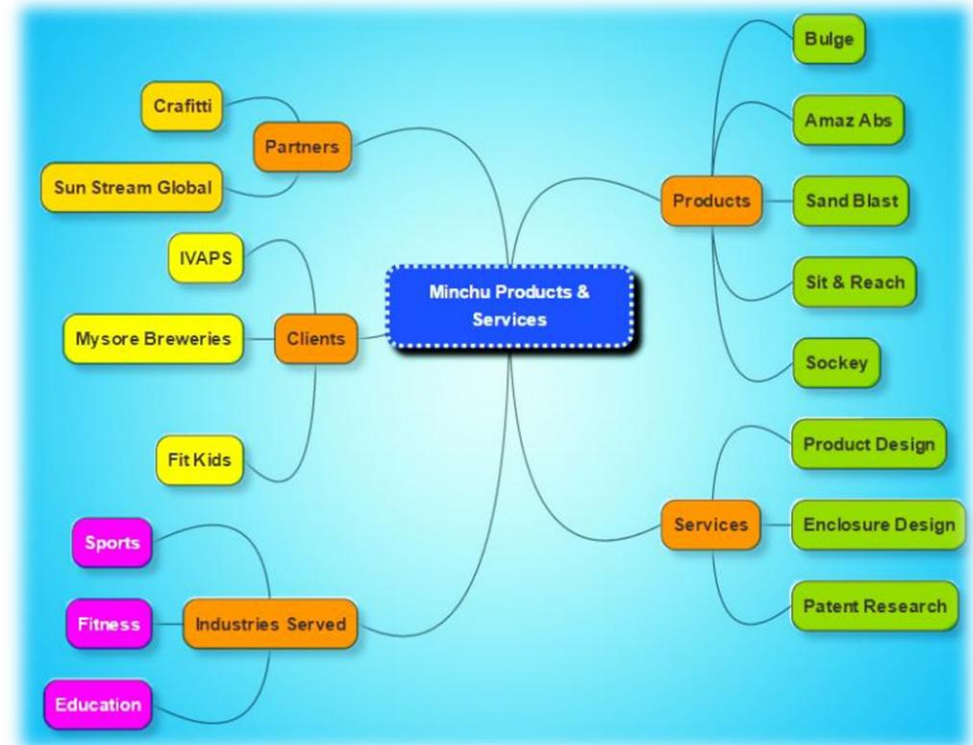 Minchu Products &
Services
Partners
Crafitti
Sun Stream Global
Clients
IVAPS
Mysore Breweries
Fit Kids
Industries Served
Sports
Fitness
Education
Products
Bulge
Amaz Abs
Sand Blast
Sit & Reach
Sockey
Services
Product Design
Enclosure Design
Patent Research